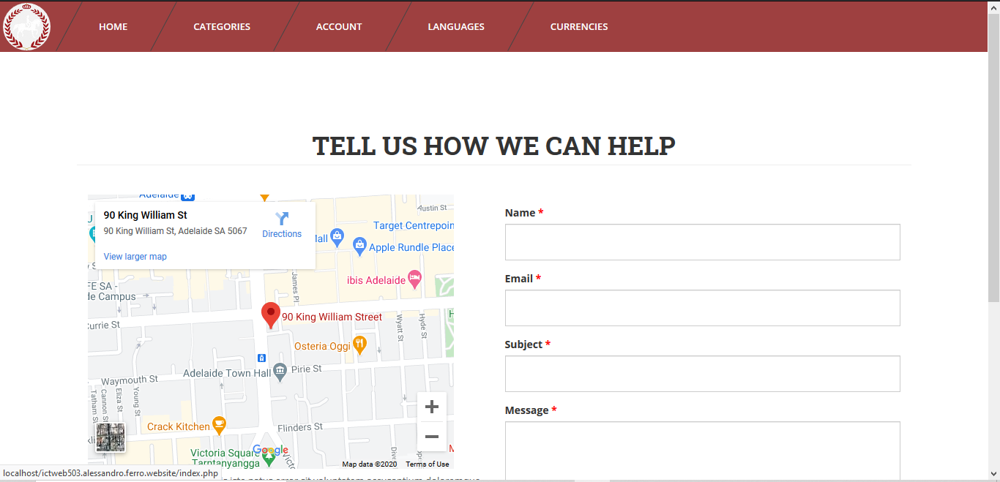 HOME
CATEGORIES
ACCOUNT
LANGUAGES
CURRENCIES
TELL US HOW WE CAN HELP
Adelaide
90 King William St
90 King William St, Adelaide SA 5067
Directions
View larger map
Austin St
Target Centrepoin
Mall
Apple Rundle Place
ibis Adelaide
James Pl
FE SA -
de Campus
Currie St
90 King William Street
Wyatt St
Hyde St
Osteria Oggi
Adelaide Town Hall
Pirie St
Waymouth St
Tatham St
Cannon St
Eliza St
Young St
Crack Kitchen
Flinders St
Victoria Square
Tarntanyangga
Google
Map data ©2020
Terms of Use
Name *
Email *
Subject *
Message *
localhost/ictweb503.alessandro.ferro.website/index.php